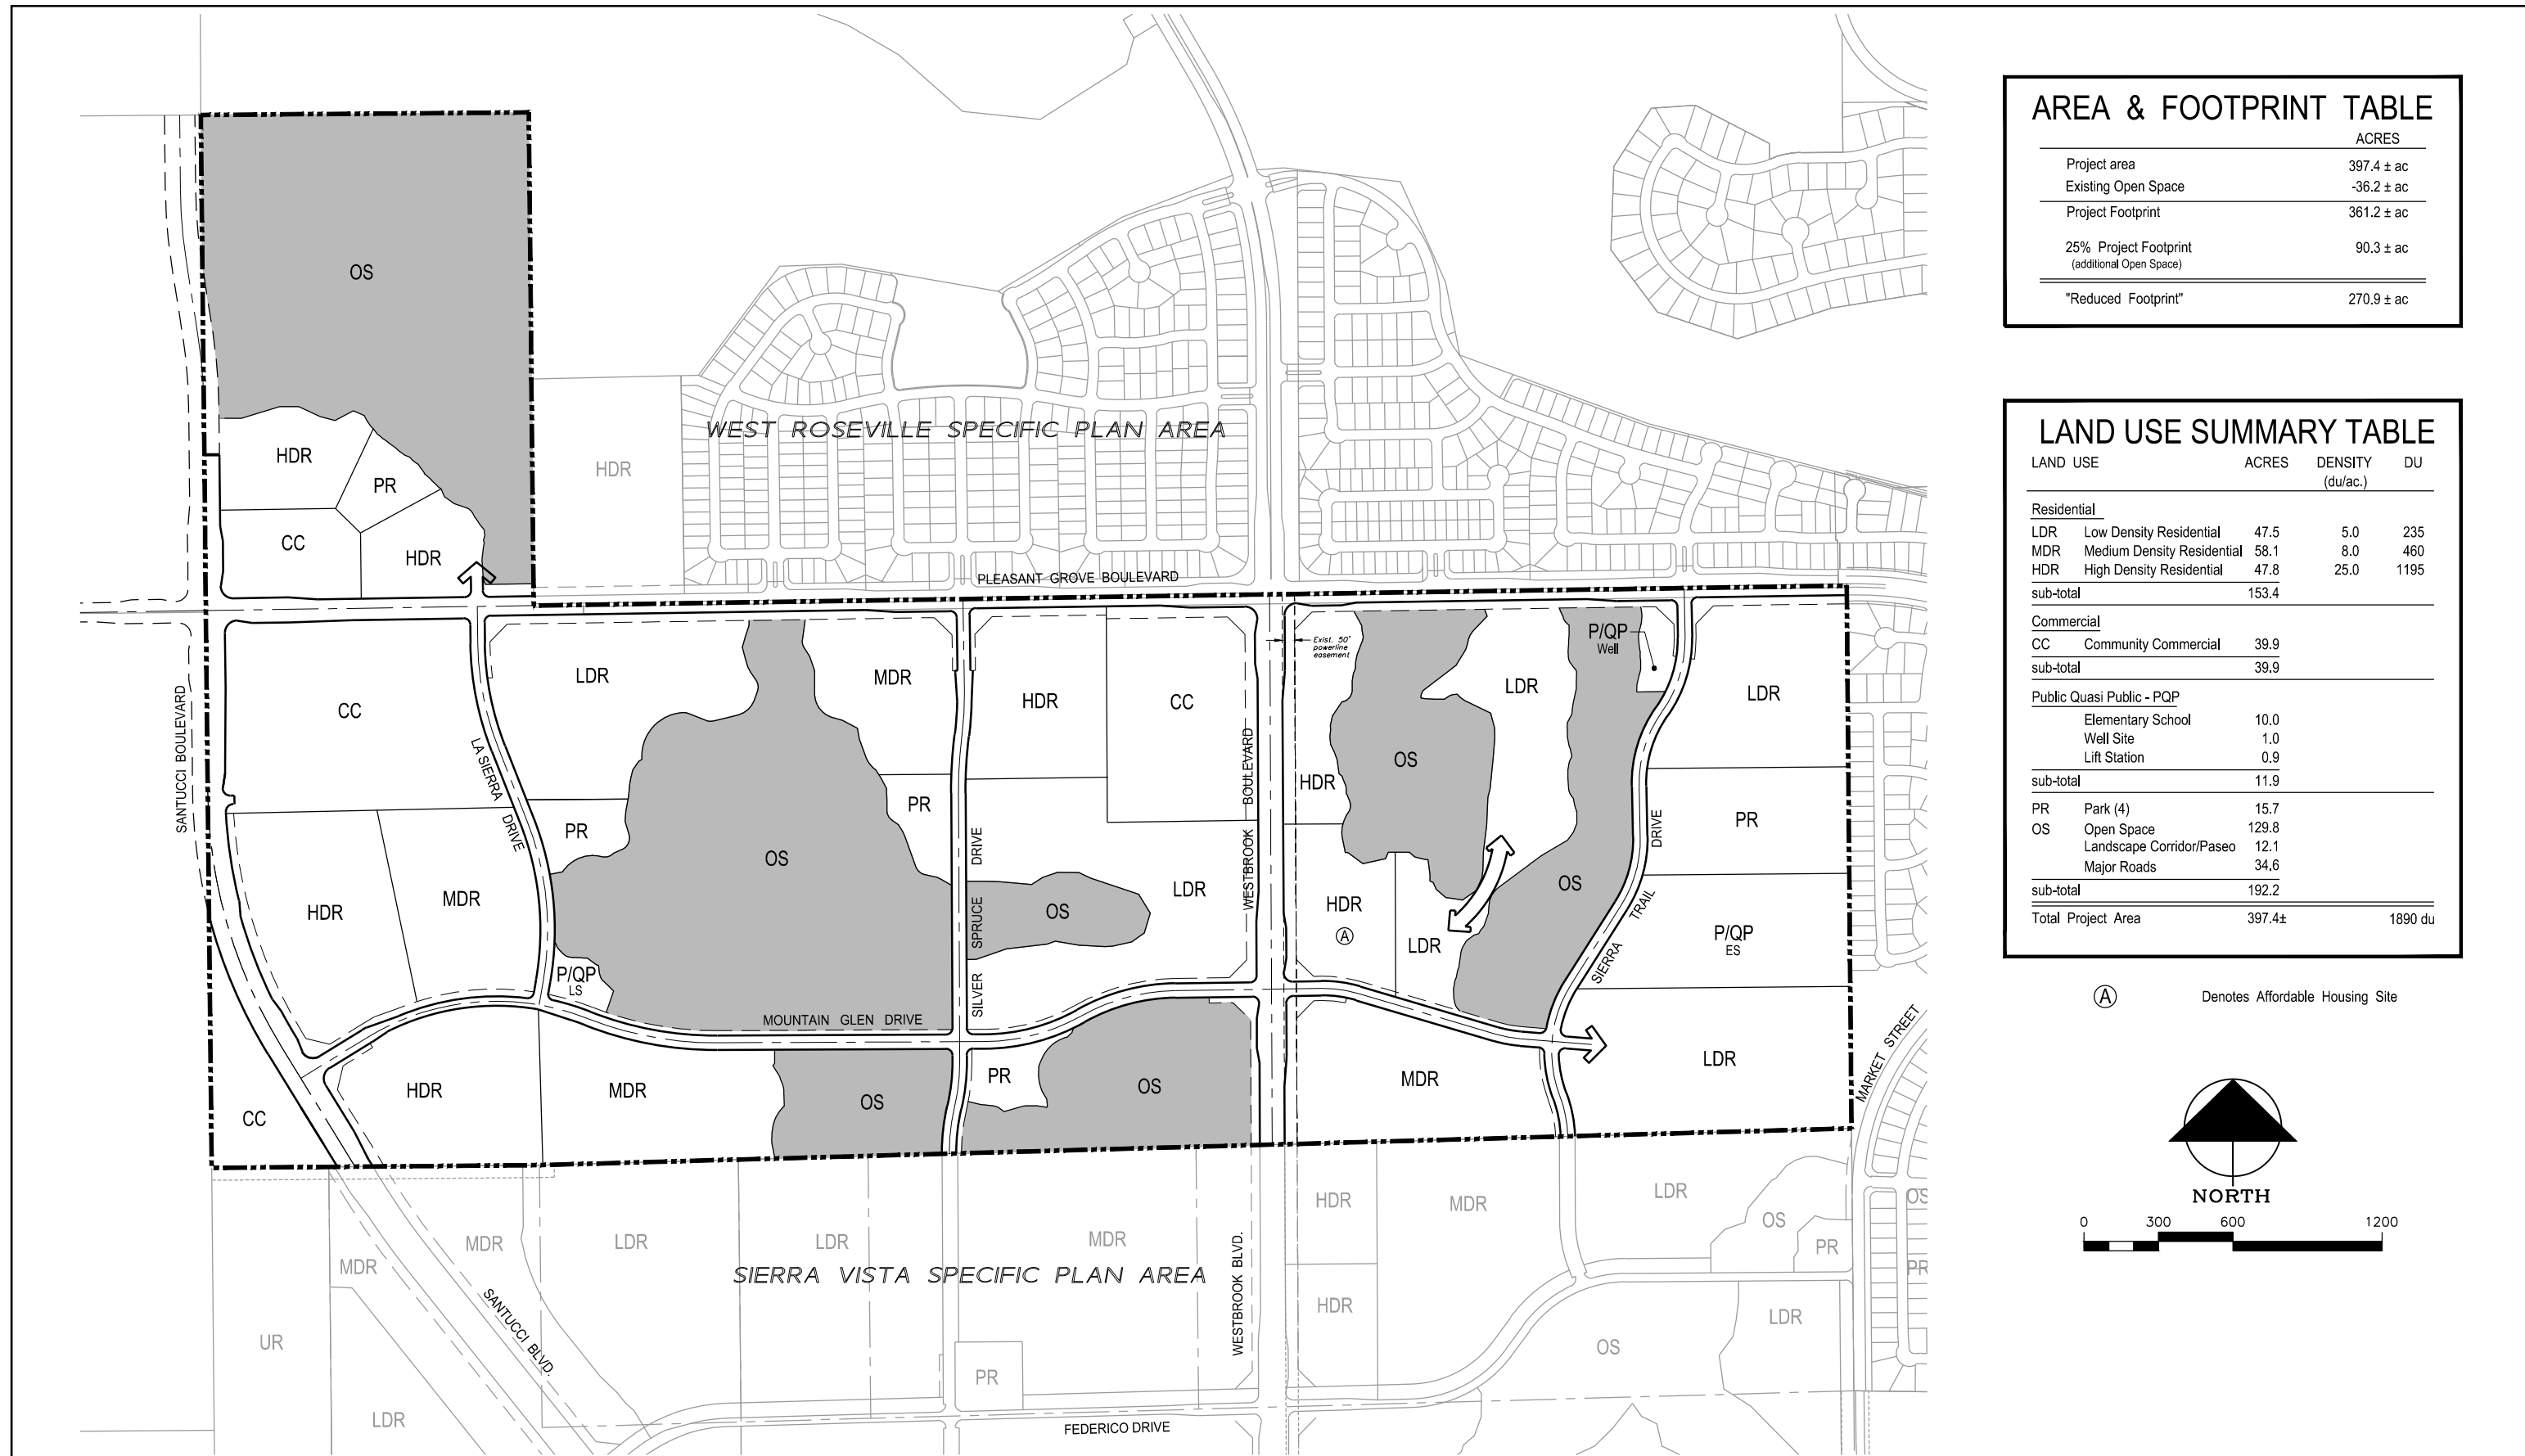 AREA & FOOTPRINT TABLE
ACRES
Project area 397.4 ± ac
Existing Open Space -36.2 ± ac
Project Footprint 361.2 ± ac
25% Project Footprint 90.3 ± ac
(additional Open Space)
"Reduced Footprint" 270.9 ± ac
LAND USE SUMMARY TABLE
LAND USE ACRES DENSITY DU
(du/ac.)
Residential
LDR Low Density Residential 47.5 5.0 235
MDR Medium Density Residential 58.1 8.0 460
HDR High Density Residential 47.8 25.0 1195
sub-total 153.4
Commercial
CC Community Commercial 39.9
sub-total 39.9
Public Quasi Public - PQP
Elementary School 10.0
Well Site 1.0
Lift Station 0.9
sub-total 11.9
PR Park (4) 15.7
OS Open Space 129.8
Landscape Corridor/Paseo 12.1
Major Roads 34.6
sub-total 192.2
Total Project Area 397.4± 1890 du
Ⓐ Denotes Affordable Housing Site
NORTH
0 300 600 1200
OS
WEST ROSEVILLE SPECIFIC PLAN AREA
HDR
HDR
PR
CC
HDR
PLEASANT GROVE BOULEVARD
SANTUCCI BOULEVARD
CC
LA SIERRA DRIVE
LDR
MDR
HDR
CC
Exist. 50'
powerline
easement
P/QP
Well
LDR
LDR
OS
HDR
PR
PR
OS
PR
HDR
MDR
LDR
OS
OS
HDR
Ⓐ
LDR
P/QP
ES
P/QP
LS
SILVER SPRUCE DRIVE
WESTBROOK BOULEVARD
SIERRA TRAIL DRIVE
MOUNTAIN GLEN DRIVE
HDR
MDR
OS
PR
OS
MDR
LDR
CC
MARKET STREET
HDR
MDR
LDR
OS
OS
PR
PR
MDR
MDR
LDR
LDR
MDR
SIERRA VISTA SPECIFIC PLAN AREA
SANTUCCI BLVD.
WESTBROOK BLVD.
HDR
LDR
UR
OS
PR
LDR
FEDERICO DRIVE